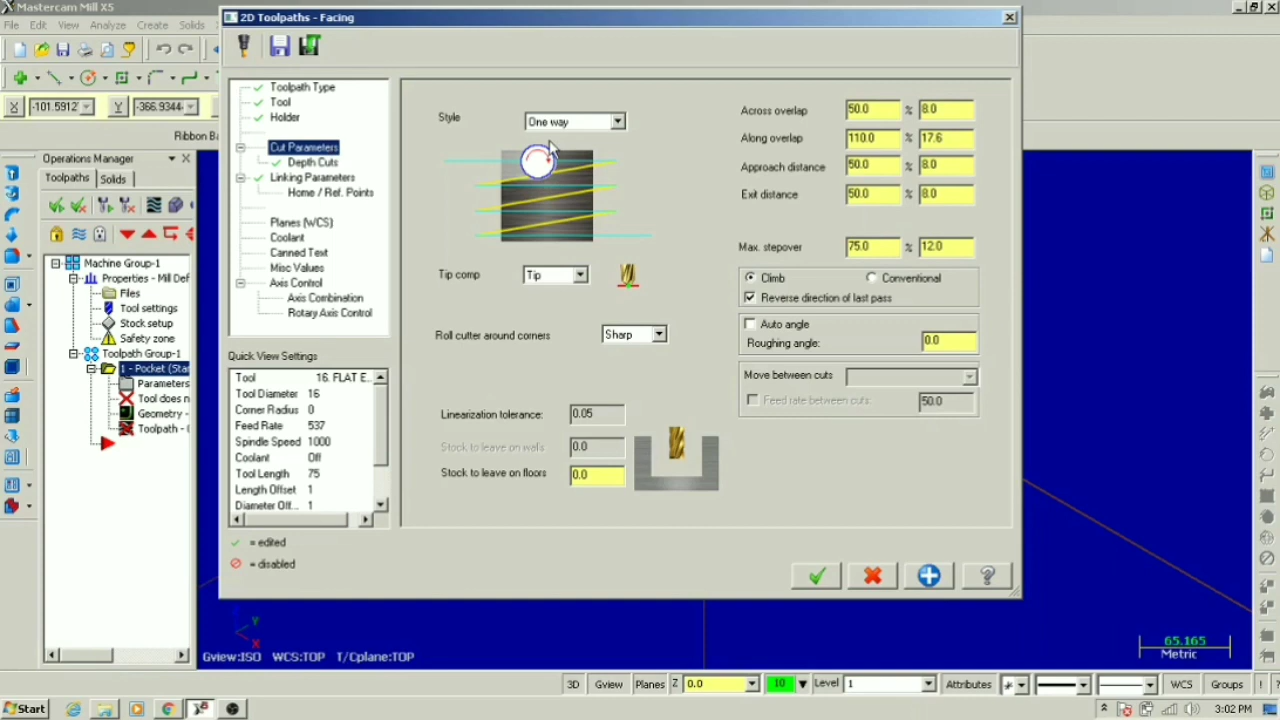 Mastercam Mill X5
2D Toolpaths - Facing
File Edit View Analyze Create Solids
X -101.5912 Y -366.9344
Ribbon Ba
Operations Manager
Toolpaths Solids
Machine Group-1
Properties - Mill Def
Files
Tool settings
Stock setup
Safety zone
Toolpath Group-1
1 - Pocket (Star
Parameters
Tool does n
Geometry -
Toolpath - (
Toolpath Type
Tool
Holder
Cut Parameters
Depth Cuts
Linking Parameters
Home / Ref. Points
Planes (WCS)
Coolant
Canned Text
Misc Values
Axis Control
Axis Combination
Rotary Axis Control
Quick View Settings
Tool 16. FLAT E..
Tool Diameter 16
Corner Radius 0
Feed Rate 537
Spindle Speed 1000
Coolant Off
Tool Length 75
Length Offset 1
Diameter Off... 1
= edited
= disabled
Style One way
Tip comp Tip
Roll cutter around corners Sharp
Linearization tolerance: 0.05
Stock to leave on walls 0.0
Stock to leave on floors 0.0
Across overlap 50.0 % 8.0
Along overlap 110.0 % 17.6
Approach distance 50.0 % 8.0
Exit distance 50.0 % 8.0
Max. stepover 75.0 % 12.0
Climb Conventional
Reverse direction of last pass
Auto angle
Roughing angle: 0.0
Move between cuts
Feed rate between cuts 50.0
Y
X
Gview:ISO WCS:TOP T/Cplane:TOP
65.165
Metric
3D Gview Planes Z 0.0 10 Level 1 Attributes WCS Groups
Start
3:02 PM